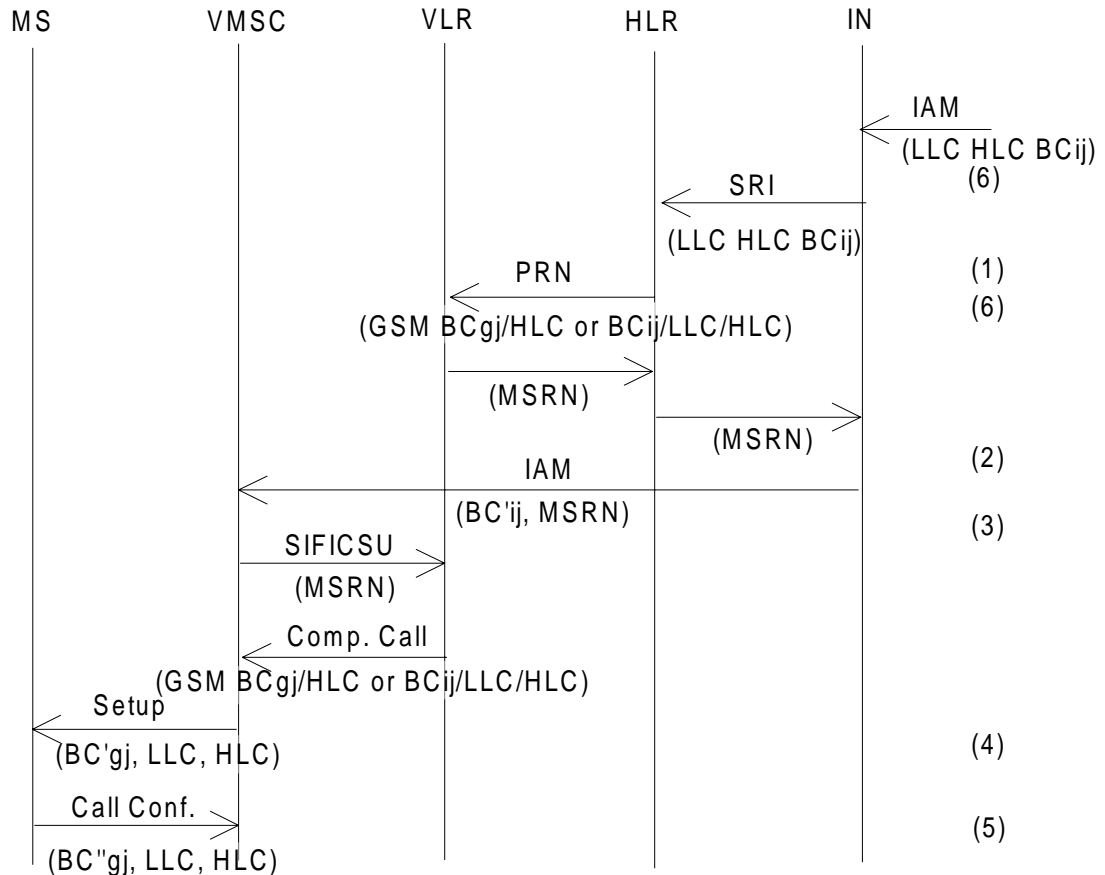 MS VMSC VLR HLR IN
IAM
(LLC HLC BCij)
(6)
SRI
(LLC HLC BCij)
(1)
PRN
(6)
(GSM BCgj/HLC or BCij/LLC/HLC)
(MSRN)
(MSRN)
(2)
IAM
(BC'ij, MSRN)
(3)
SIFICSU
(MSRN)
Comp. Call
(GSM BCgj/HLC or BCij/LLC/HLC)
Setup
(BC'gj, LLC, HLC)
(4)
Call Conf.
(5)
(BC"gj, LLC, HLC)